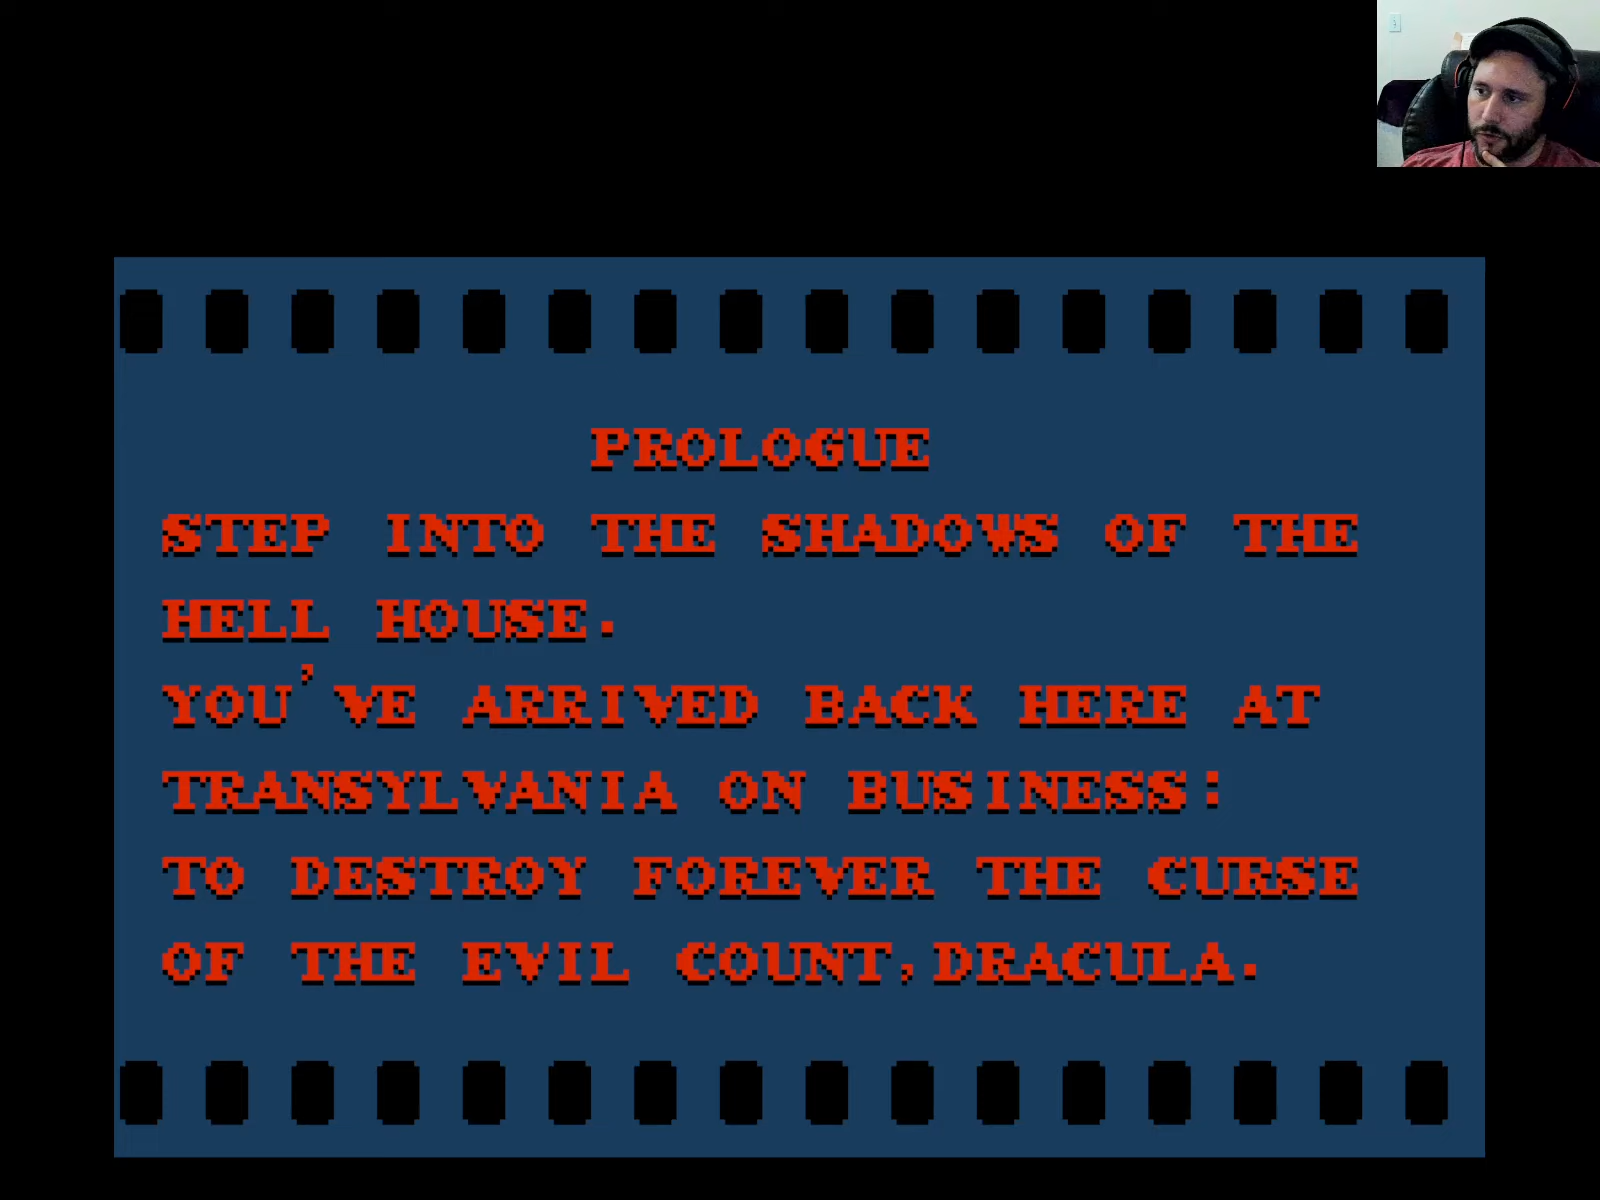 PROLOGUE
STEP INTO THE SHADOWS OF THE
HELL HOUSE.
YOU'VE ARRIVED BACK HERE AT
TRANSYLVANIA ON BUSINESS:
TO DESTROY FOREVER THE CURSE
OF THE EVIL COUNT,DRACULA.